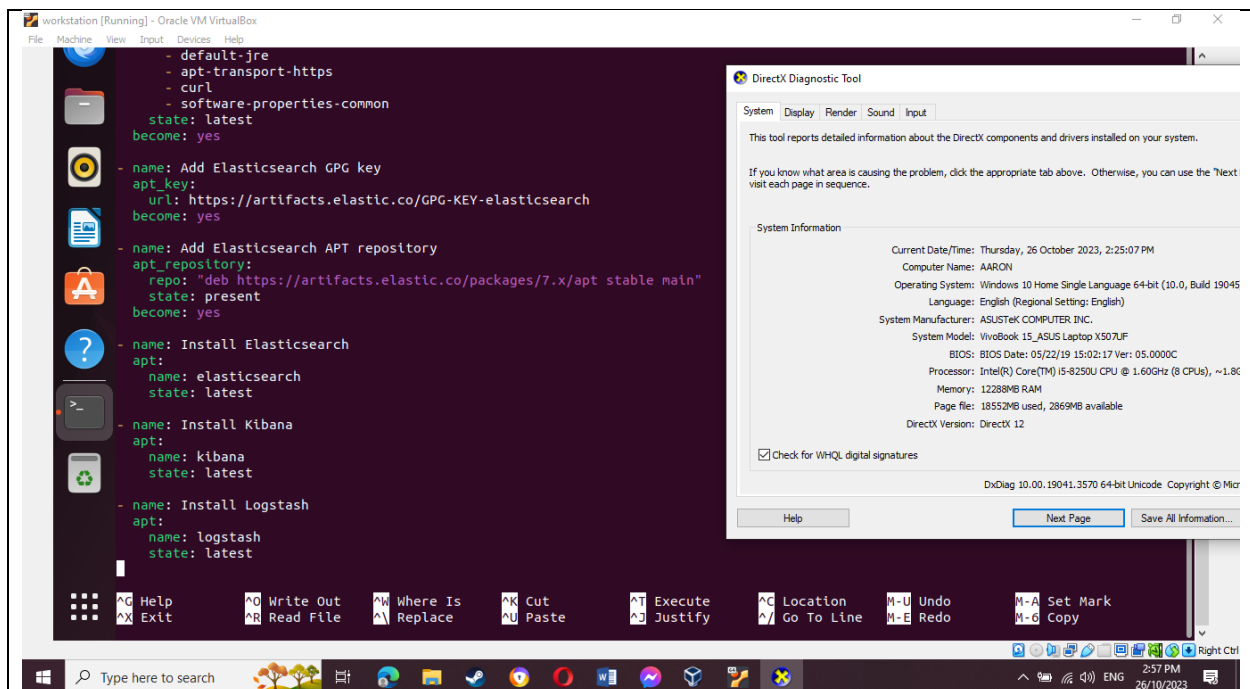 workstation [Running] - Oracle VM VirtualBox
File Machine View Input Devices Help
- default-jre
- apt-transport-https
- curl
- software-properties-common
state: latest
become: yes
- name: Add Elasticsearch GPG key
apt_key:
url: https://artifacts.elastic.co/GPG-KEY-elasticsearch
become: yes
- name: Add Elasticsearch APT repository
apt_repository:
repo: "deb https://artifacts.elastic.co/packages/7.x/apt stable main"
state: present
become: yes
- name: Install Elasticsearch
apt:
name: elasticsearch
state: latest
- name: Install Kibana
apt:
name: kibana
state: latest
- name: Install Logstash
apt:
name: logstash
state: latest
^G Help ^O Write Out ^W Where Is ^K Cut ^T Execute ^C Location M-U Undo M-A Set Mark
^X Exit ^R Read File ^\ Replace ^U Paste ^J Justify ^/ Go To Line M-E Redo M-6 Copy
DirectX Diagnostic Tool
System Display Render Sound Input
This tool reports detailed information about the DirectX components and drivers installed on your system.
If you know what area is causing the problem, click the appropriate tab above. Otherwise, you can use the "Next
visit each page in sequence.
System Information
Current Date/Time: Thursday, 26 October 2023, 2:25:07 PM
Computer Name: AARON
Operating System: Windows 10 Home Single Language 64-bit (10.0, Build 19045
Language: English (Regional Setting: English)
System Manufacturer: ASUSTeK COMPUTER INC.
System Model: VivoBook 15_ASUS Laptop X507UF
BIOS: BIOS Date: 05/22/19 15:02:17 Ver: 05.0000C
Processor: Intel(R) Core(TM) i5-8250U CPU @ 1.60GHz (8 CPUs), ~1.8G
Memory: 12288MB RAM
Page file: 18552MB used, 2869MB available
DirectX Version: DirectX 12
Check for WHQL digital signatures
DxDiag 10.00.19041.3570 64-bit Unicode Copyright © Micr
Help Next Page Save All Information...
Right Ctrl
Type here to search
ENG
2:57 PM
26/10/2023